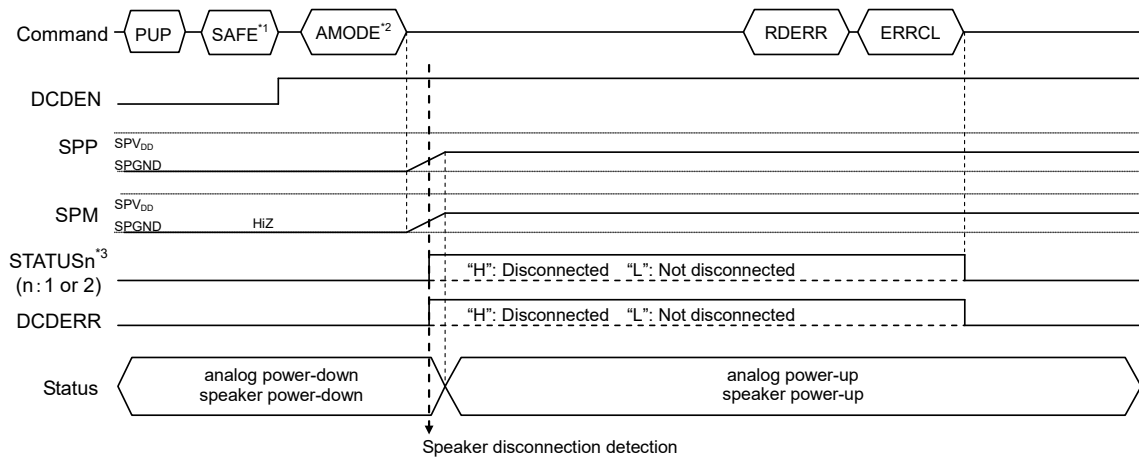 Command PUP SAFE*1 AMODE*2 RDERR ERRCL
DCDEN
SPP SPVDD
SPGND
SPM SPVDD
SPGND HiZ
STATUSn*3
(n : 1 or 2) “H”: Disconnected “L”: Not disconnected
DCDERR “H”: Disconnected “L”: Not disconnected
Status analog power-down analog power-up
speaker power-down speaker power-up
Speaker disconnection detection